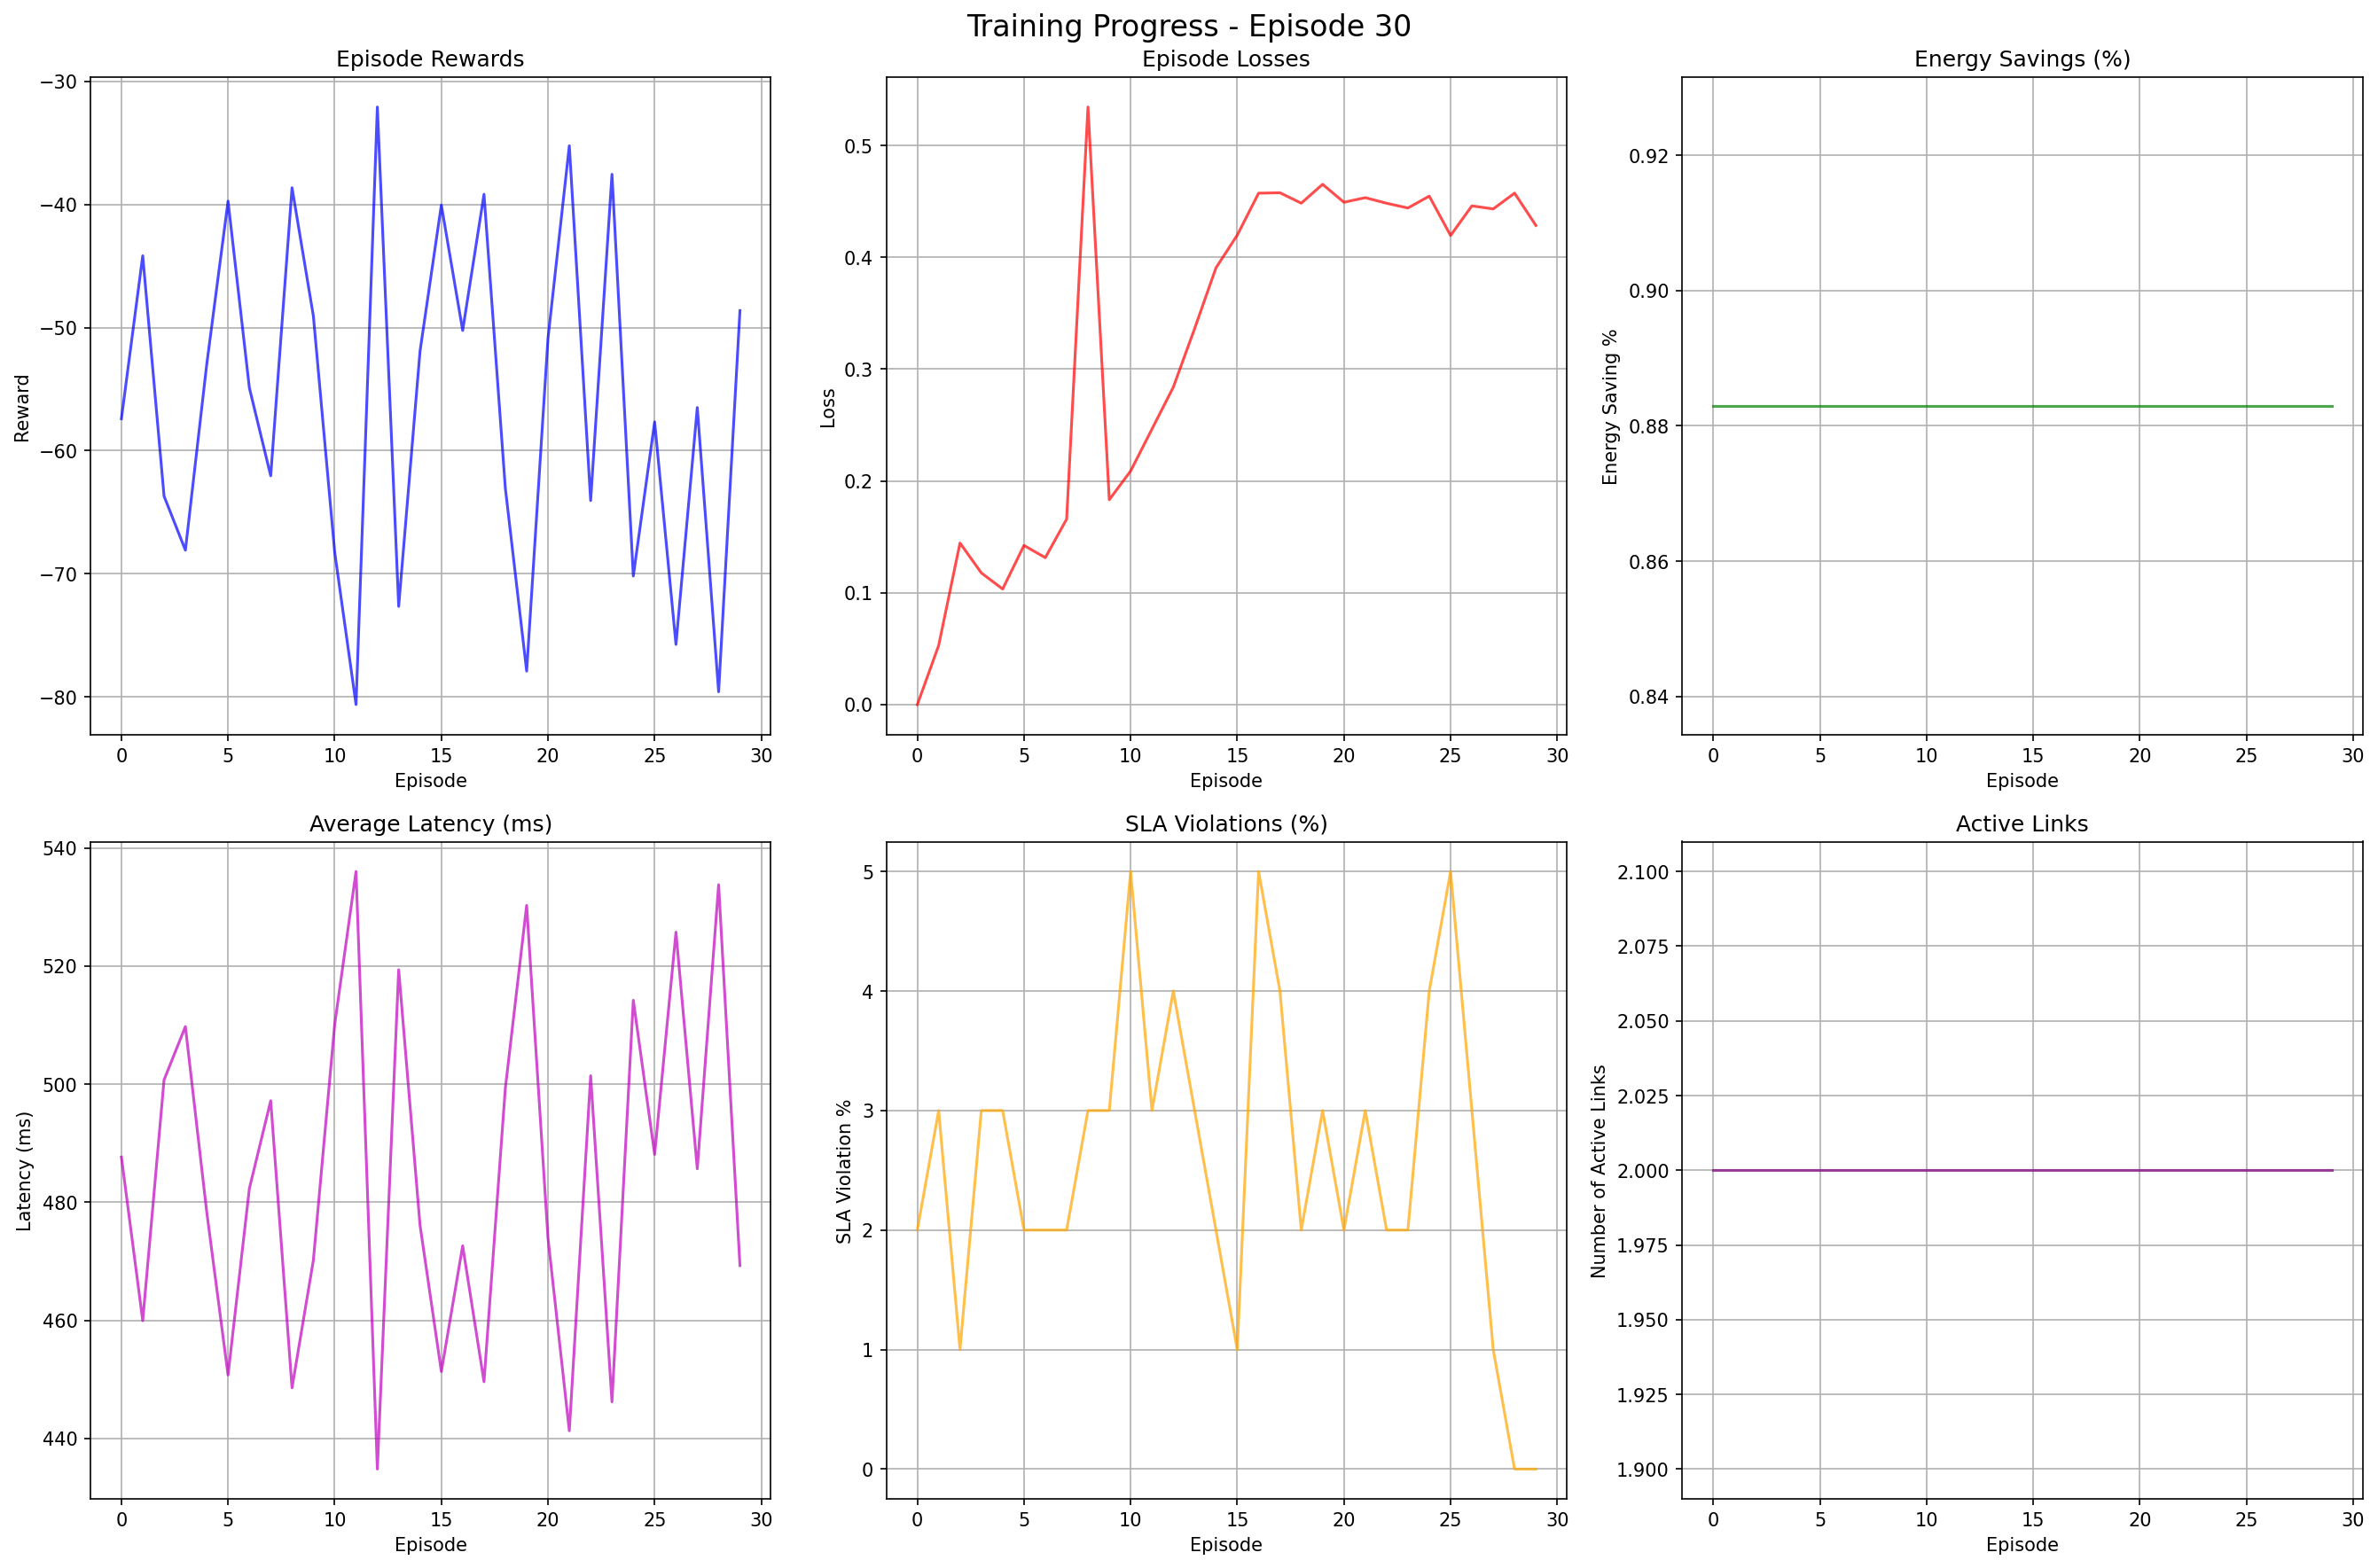 Training Progress - Episode 30
Episode Rewards
−30
−40
−50
−60
−70
−80
Reward
0 5 10 15 20 25 30
Episode
Episode Losses
0.5
0.4
0.3
0.2
0.1
0.0
Loss
0 5 10 15 20 25 30
Episode
Energy Savings (%)
0.92
0.90
0.88
0.86
0.84
Energy Saving %
0 5 10 15 20 25 30
Episode
Average Latency (ms)
540
520
500
480
460
440
Latency (ms)
0 5 10 15 20 25 30
Episode
SLA Violations (%)
5
4
3
2
1
0
SLA Violation %
0 5 10 15 20 25 30
Episode
Active Links
2.100
2.075
2.050
2.025
2.000
1.975
1.950
1.925
1.900
Number of Active Links
0 5 10 15 20 25 30
Episode